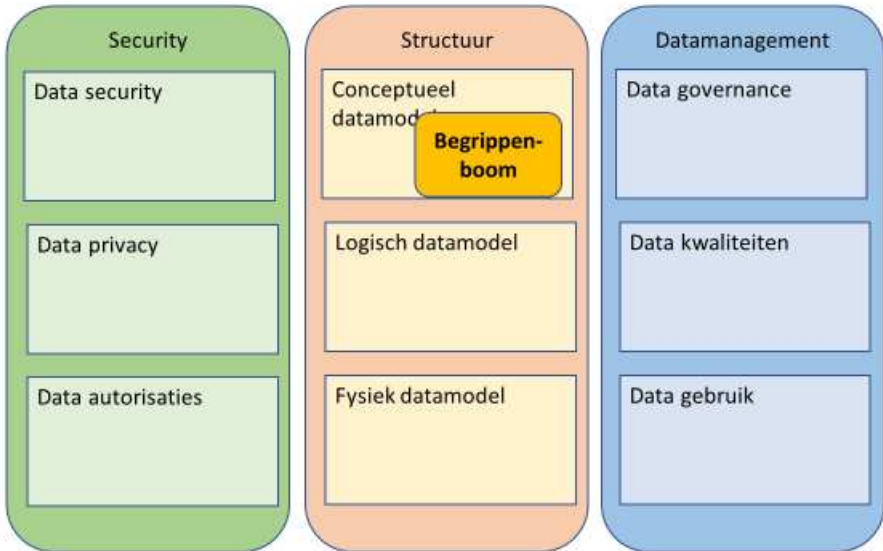 Security
Data security
Data privacy
Data autorisaties
Structuur
Conceptueel
datamodel
Begrippen-
boom
Logisch datamodel
Fysiek datamodel
Datamanagement
Data governance
Data kwaliteiten
Data gebruik